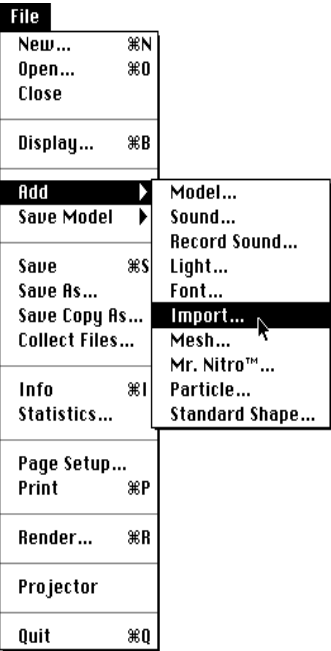 File
New... ⌘N
Open... ⌘O
Close
Display... ⌘B
Add
Save Model
Save ⌘S
Save As...
Save Copy As...
Collect Files...
Info ⌘I
Statistics...
Page Setup...
Print ⌘P
Render... ⌘R
Projector
Quit ⌘Q
Model...
Sound...
Record Sound...
Light...
Font...
Import...
Mesh...
Mr. Nitro™...
Particle...
Standard Shape...